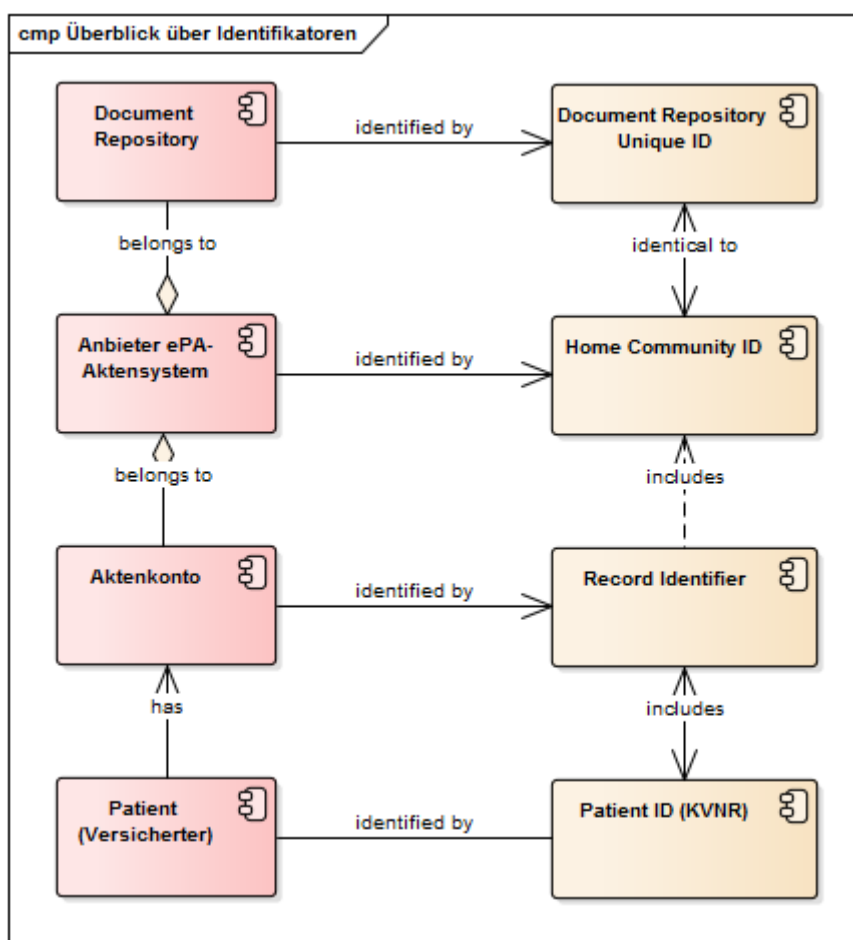 cmp Überblick über Identifikatoren
Document
Repository
identified by
Document Repository
Unique ID
belongs to
identical to
Anbieter ePA-
Aktensystem
identified by
Home Community ID
belongs to
includes
Aktenkonto
identified by
Record Identifier
has
includes
Patient
(Versicherter)
identified by
Patient ID (KVNR)